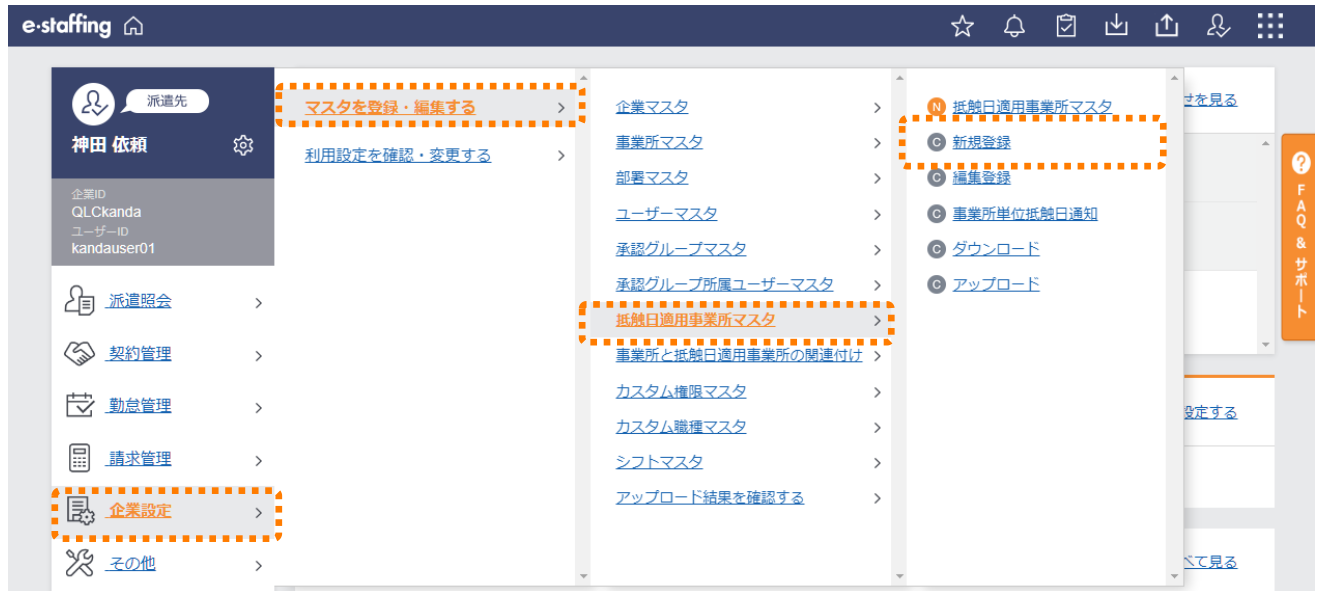 e-staffing
派遣先
神田 依頼
企業ID
QLCkanda
ユーザーID
kandauser01
派遣照会
契約管理
勤怠管理
請求管理
企業設定
その他
マスタを登録・編集する
利用設定を確認・変更する
企業マスタ
事業所マスタ
部署マスタ
ユーザーマスタ
承認グループマスタ
承認グループ所属ユーザーマスタ
抵触日適用事業所マスタ
事業所と抵触日適用事業所の関連付け
カスタム権限マスタ
カスタム職種マスタ
シフトマスタ
アップロード結果を確認する
N 抵触日適用事業所マスタ
C 新規登録
C 編集登録
C 事業所単位抵触日通知
C ダウンロード
C アップロード
せを見る
設定する
べて見る
? FAQ & サポート